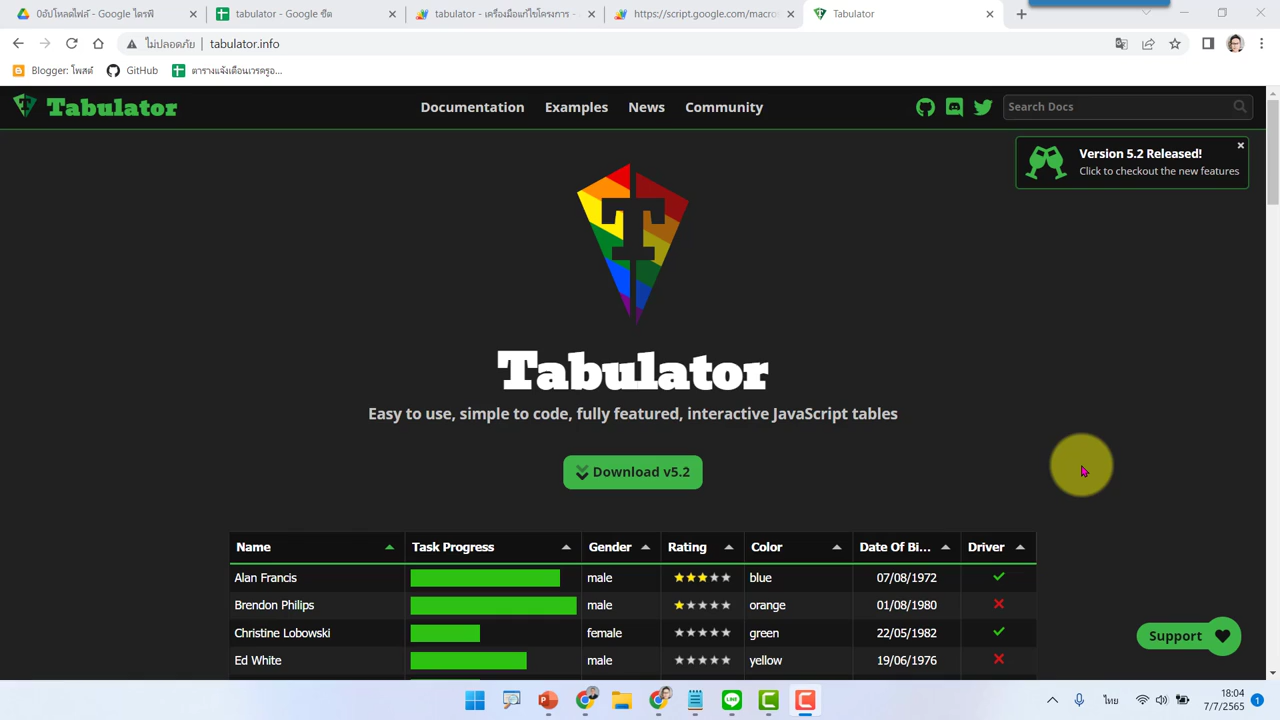 0อัปโหลดไฟล์ - Google ไดรฟ์
tabulator - Google ชีต
tabulator - เครื่องมือแก้ไขโครงการ -
https://script.google.com/macro
Tabulator
ไม่ปลอดภัย
tabulator.info
Blogger: โพสต์
GitHub
ตารางแจ้งเตือนเวรครูอ...
Tabulator
Documentation
Examples
News
Community
Search Docs
Version 5.2 Released!
Click to checkout the new features
T
Tabulator
Easy to use, simple to code, fully featured, interactive JavaScript tables
Download v5.2
Name Task Progress Gender Rating Color Date Of Bi... Driver
Alan Francis male blue 07/08/1972
Brendon Philips male orange 01/08/1980
Christine Lobowski female green 22/05/1982
Ed White male yellow 19/06/1976
Support
ไทย
18:04
7/7/2565
1